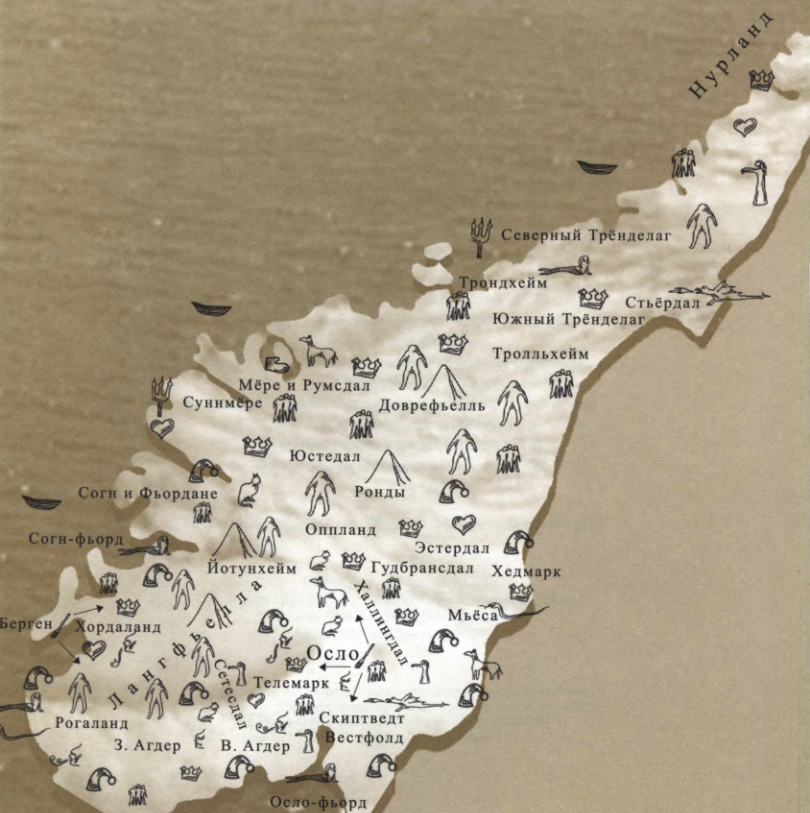 Нурланд
Северный Трёнделаг
Трондхейм
Стьёрдал
Южный Трёнделаг
Тролльхейм
Мёре и Румсдал
Суннмёре
Доврефьелль
Юстедал
Согн и Фьордане
Ронды
Оппланд
Согн-фьорд
Эстердал
Йотунхейм
Гудбрансдал
Хедмарк
Халлингдал
Мьёса
Берген
Хордаланд
Лангфьелла
Осло
Сетесдал
Телемарк
Рогаланд
Скиптведт
З. Агдер
В. Агдер
Вестфолд
Осло-фьорд